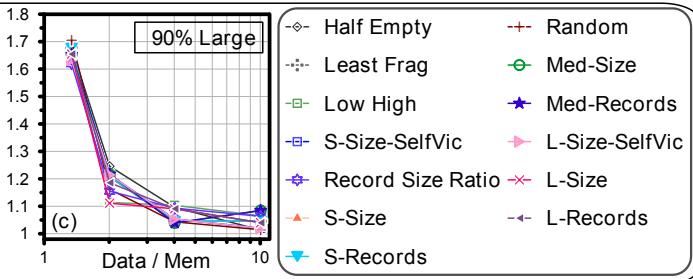 1.8
1.7
1.6
1.5
1.4
1.3
1.2
1.1
1
90% Large
(c)
1
10
Data / Mem
Half Empty
Least Frag
Low High
S-Size-SelfVic
Record Size Ratio
S-Size
S-Records
Random
Med-Size
Med-Records
L-Size-SelfVic
L-Size
L-Records